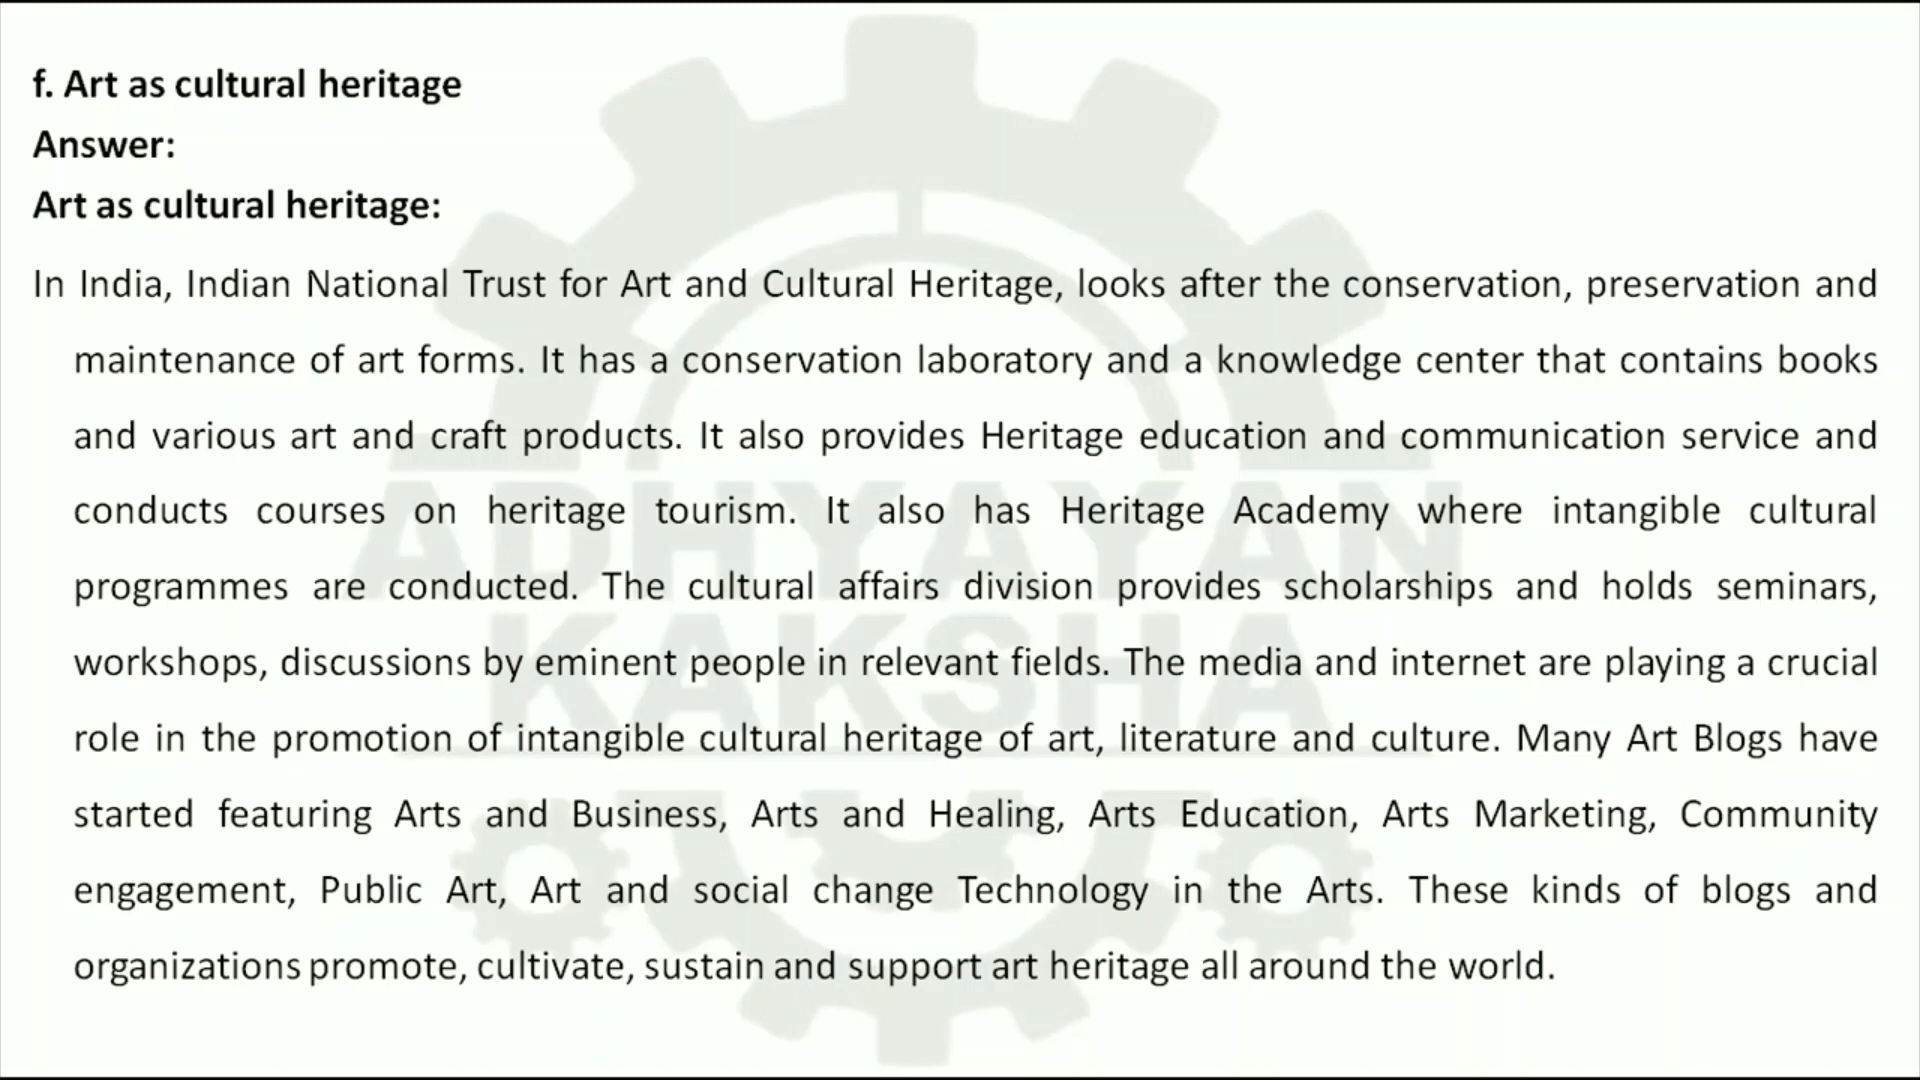 f. Art as cultural heritage
Answer:
Art as cultural heritage:
In India, Indian National Trust for Art and Cultural Heritage, looks after the conservation, preservation and
maintenance of art forms. It has a conservation laboratory and a knowledge center that contains books
and various art and craft products. It also provides Heritage education and communication service and
conducts courses on heritage tourism. It also has Heritage Academy where intangible cultural
programmes are conducted. The cultural affairs division provides scholarships and holds seminars,
workshops, discussions by eminent people in relevant fields. The media and internet are playing a crucial
role in the promotion of intangible cultural heritage of art, literature and culture. Many Art Blogs have
started featuring Arts and Business, Arts and Healing, Arts Education, Arts Marketing, Community
engagement, Public Art, Art and social change Technology in the Arts. These kinds of blogs and
organizations promote, cultivate, sustain and support art heritage all around the world.
ADHYAYAN
KAKSHA